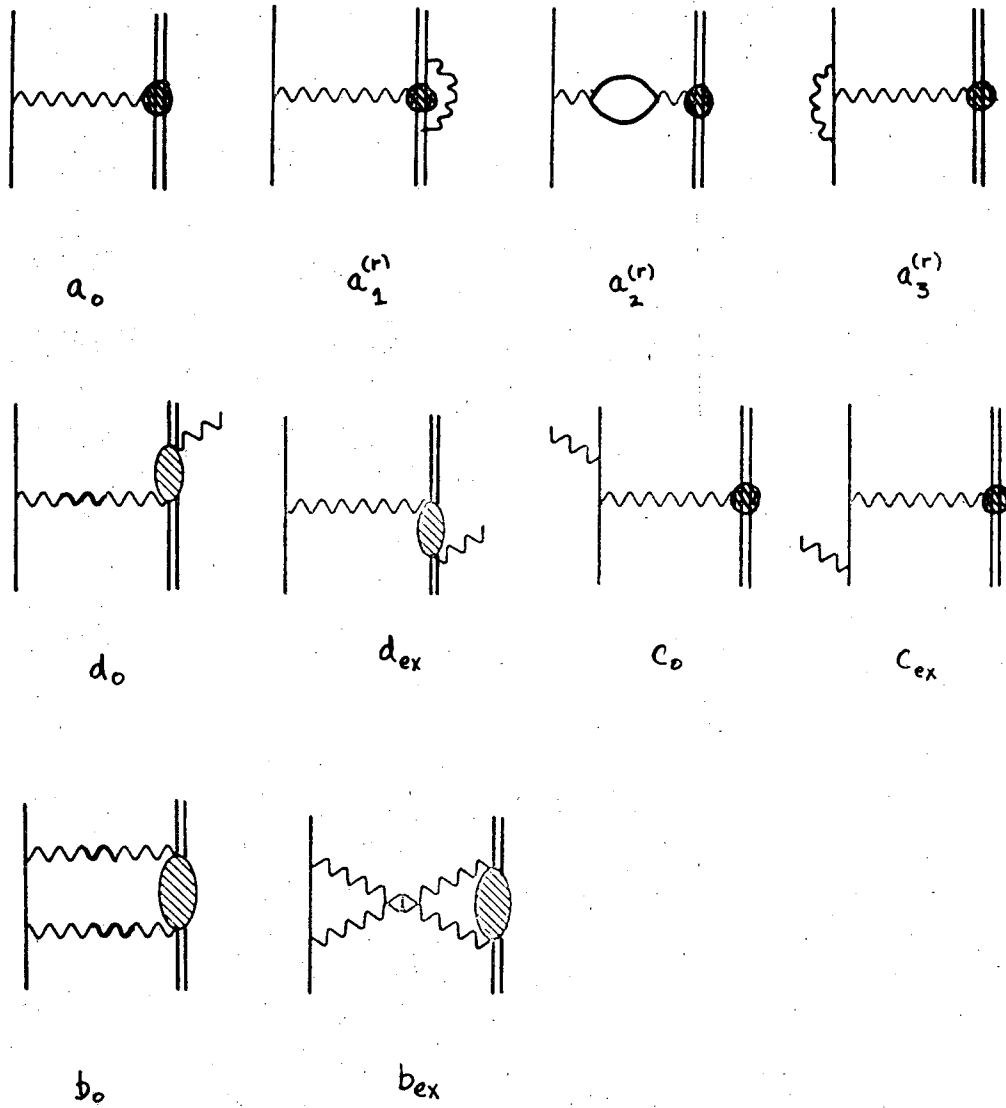 a₀ a₁⁽ʳ⁾ a₂⁽ʳ⁾ a₃⁽ʳ⁾
d₀ dₑₓ c₀ cₑₓ
b₀ bₑₓ